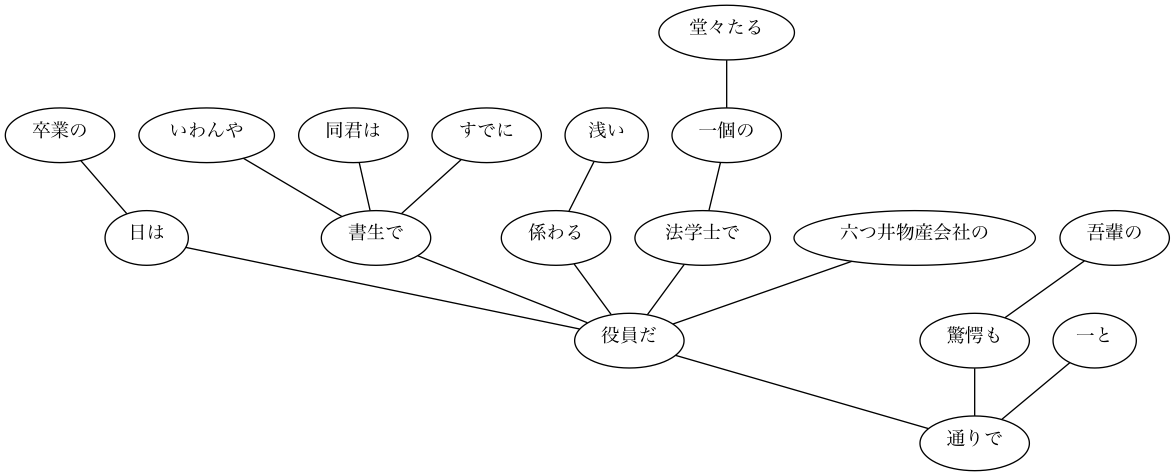 堂々たる
卒業の
いわんや
同君は
すでに
浅い
一個の
日は
書生で
係わる
法学士で
六つ井物産会社の
吾輩の
役員だ
驚愕も
一と
通りで